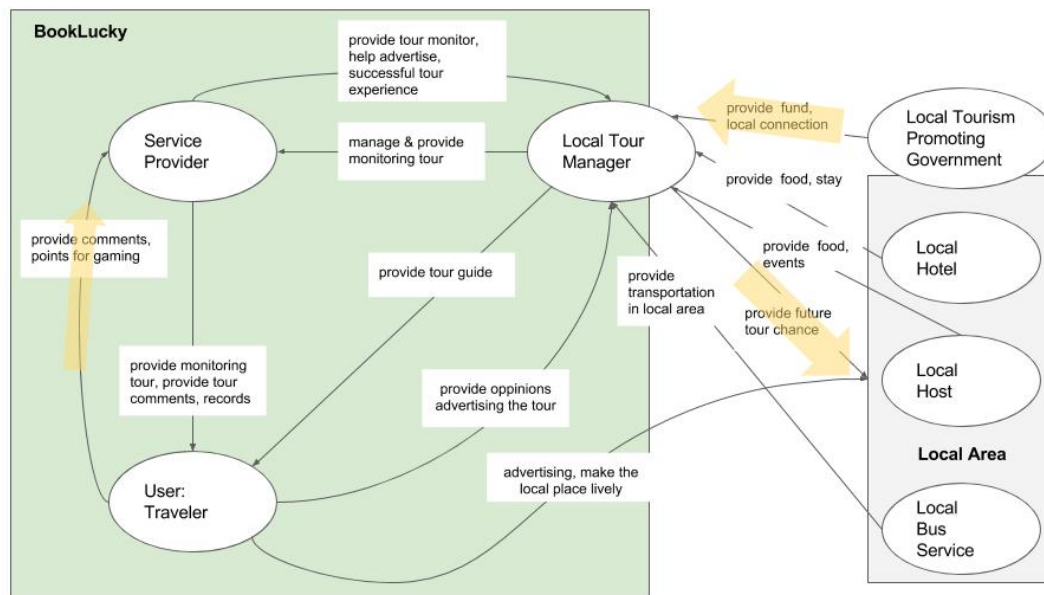 BookLucky
provide tour monitor,
help advertise,
successful tour
experience
Service
Provider
manage & provide
monitoring tour
Local Tour
Manager
provide fund,
local connection
Local Tourism
Promoting
Government
provide food, stay
provide comments,
points for gaming
provide tour guide
provide
transportation
in local area
provide food,
events
Local
Hotel
provide future
tour chance
provide monitoring
tour, provide tour
comments, records
provide oppinions
advertising the tour
Local
Host
Local Area
advertising, make the
local place lively
User:
Traveler
Local
Bus
Service